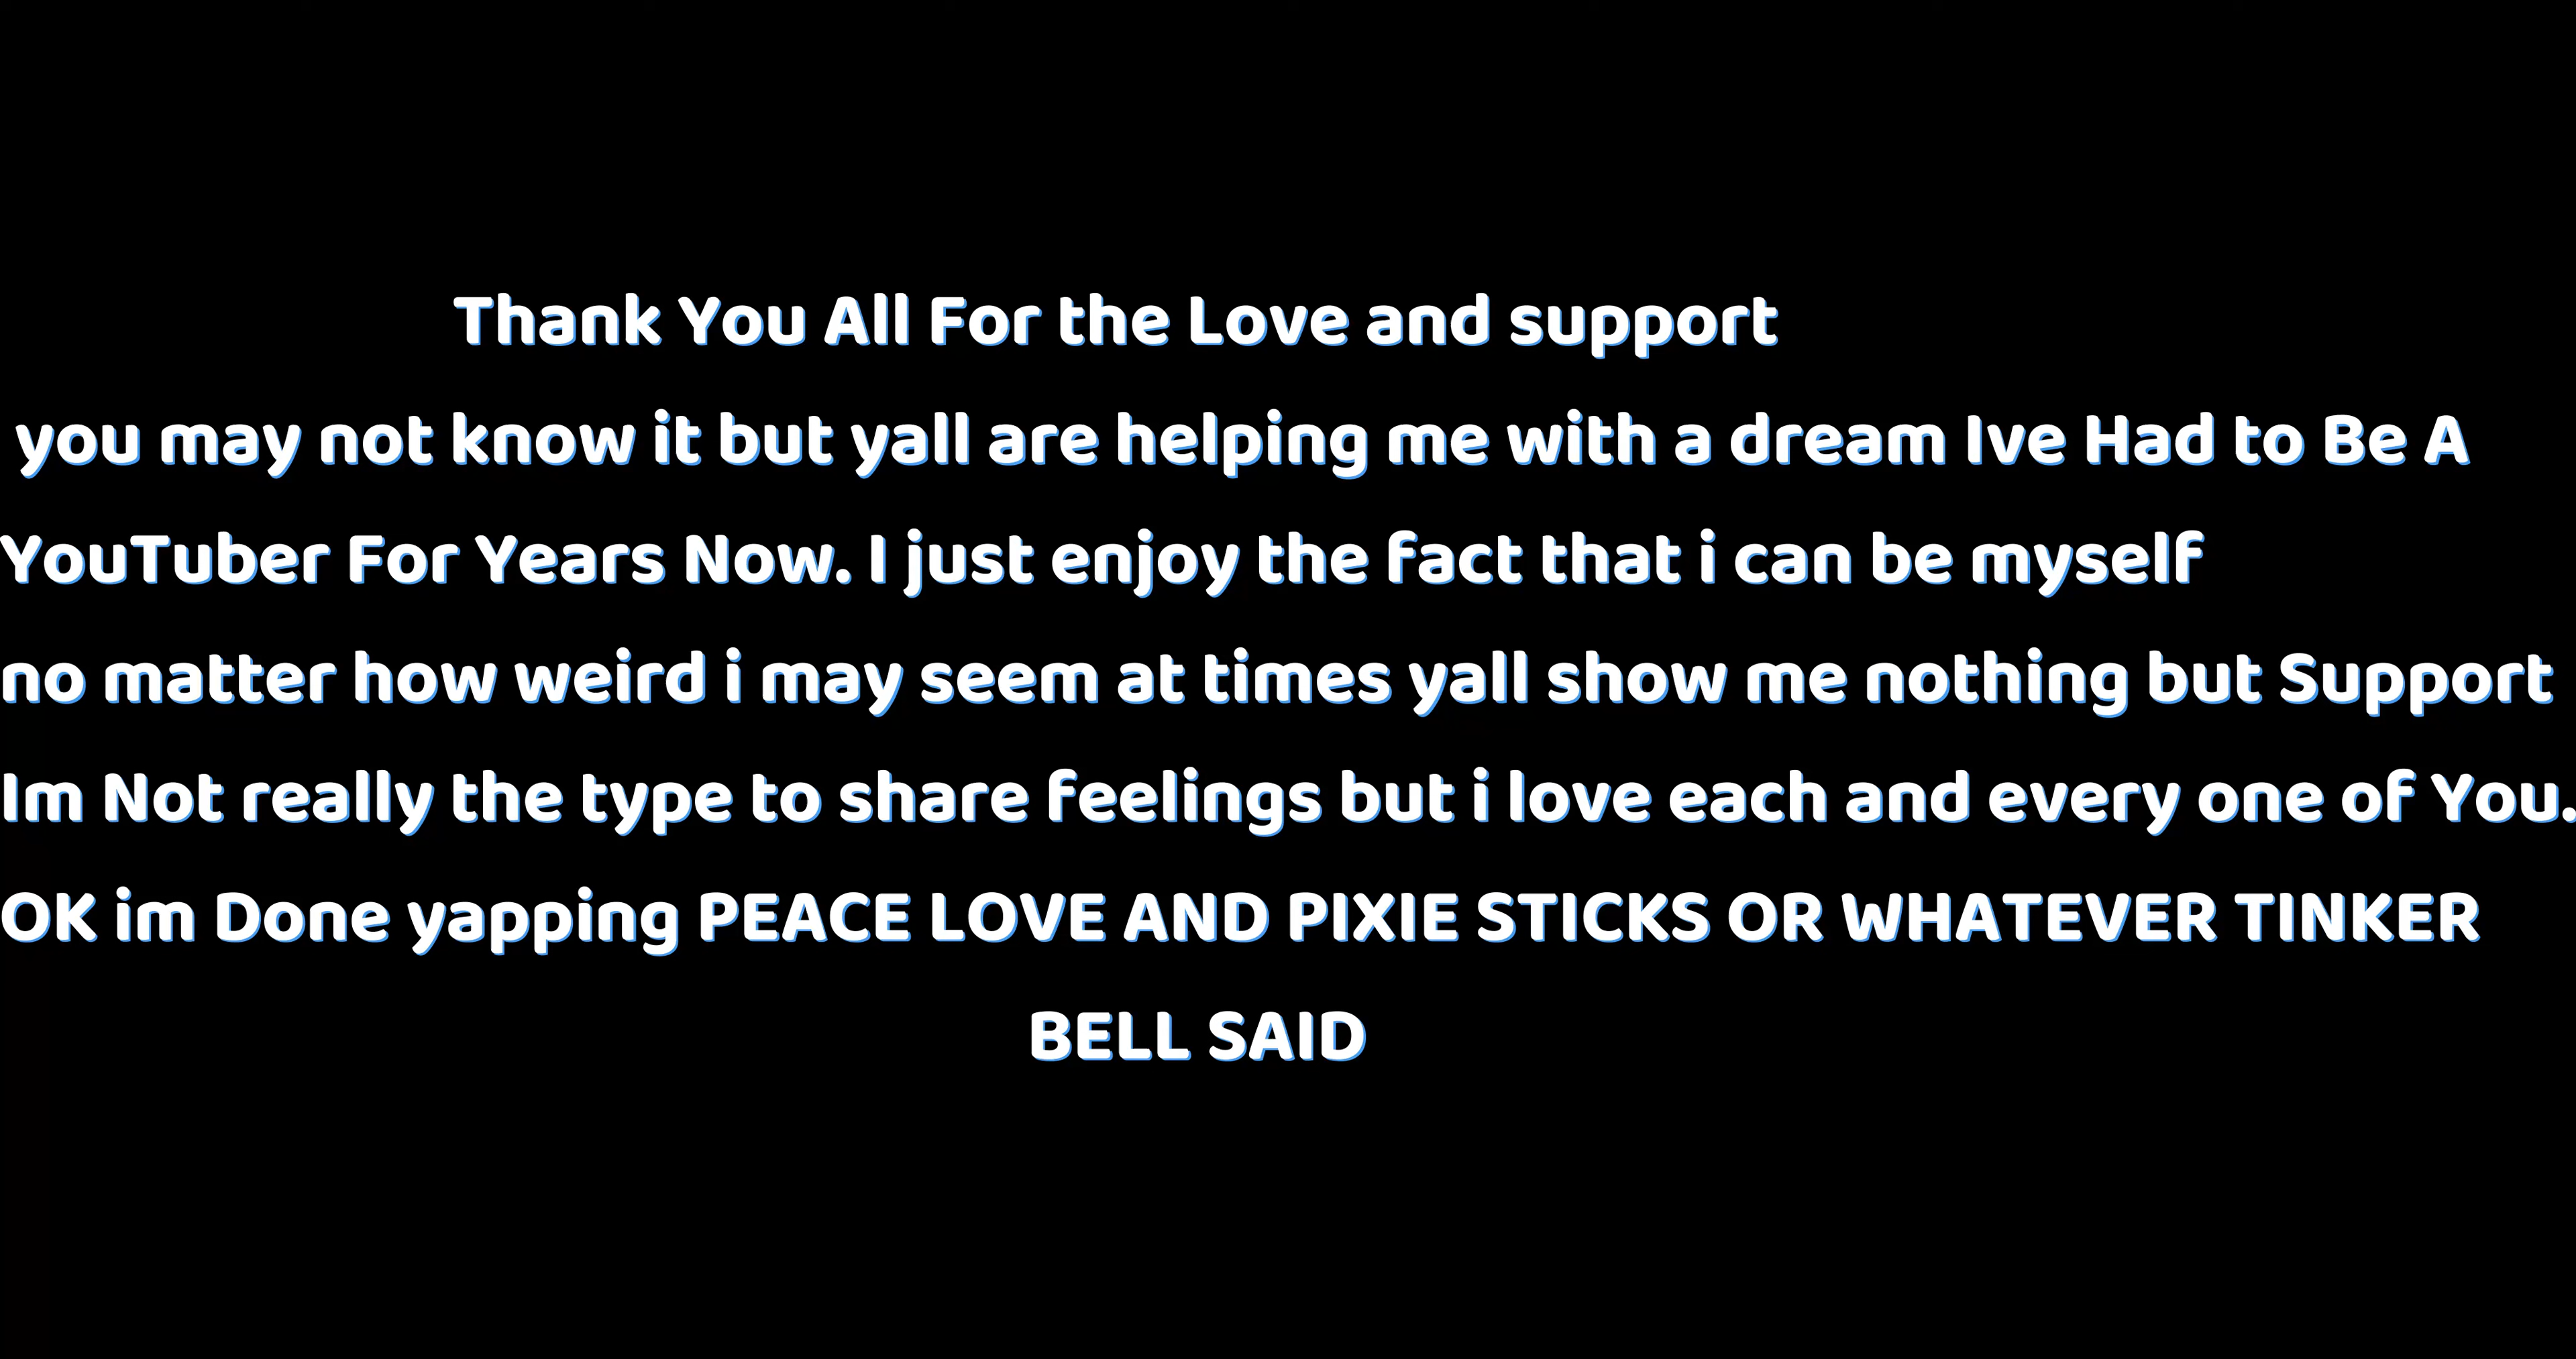 Thank You All For the Love and support
you may not know it but yall are helping me with a dream Ive Had to Be A
YouTuber For Years Now. I just enjoy the fact that i can be myself
no matter how weird i may seem at times yall show me nothing but Support
Im Not really the type to share feelings but i love each and every one of You.
OK im Done yapping PEACE LOVE AND PIXIE STICKS OR WHATEVER TINKER
BELL SAID